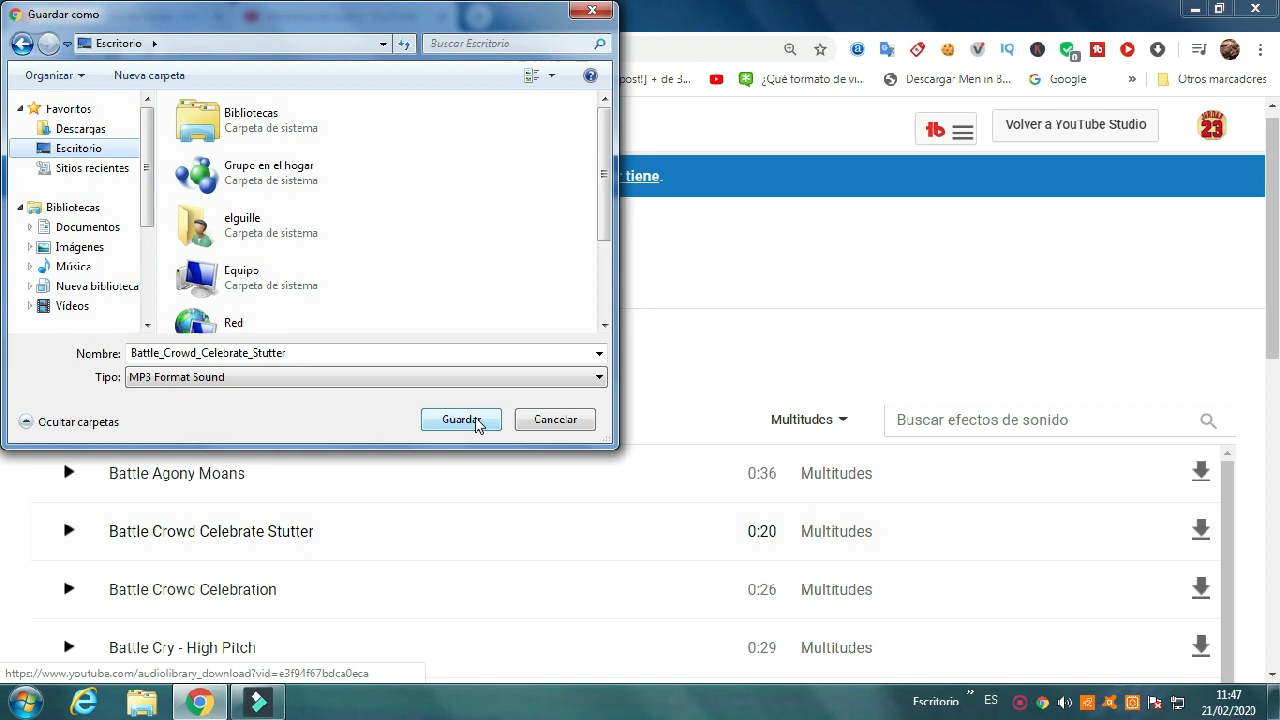 Guardar como
Escritorio
Buscar Escritorio
Organizar
Nueva carpeta
Favoritos
Descargas
Escritorio
Sitios recientes
Bibliotecas
Documentos
Imágenes
Música
Nueva biblioteca
Vídeos
Bibliotecas
Carpeta de sistema
Grupo en el hogar
Carpeta de sistema
elguille
Carpeta de sistema
Equipo
Carpeta de sistema
Red
Nombre: Battle_Crowd_Celebrate_Stutter
Tipo: MP3 Format Sound
Ocultar carpetas
Guardar
Cancelar
post!] + de 3...
¿Qué formato de vi...
Descargar Men in B...
Google
»
Otros marcadores
Volver a YouTube Studio
23
tiene.
Multitudes
Buscar efectos de sonido
Battle Agony Moans 0:36 Multitudes
Battle Crowd Celebrate Stutter 0:20 Multitudes
Battle Crowd Celebration 0:26 Multitudes
Battle Cry - High Pitch 0:29 Multitudes
https://www.youtube.com/audiolibrary_download?vid=e3f94f67bdca0eca
Escritorio
»
ES
11:47
21/02/2020